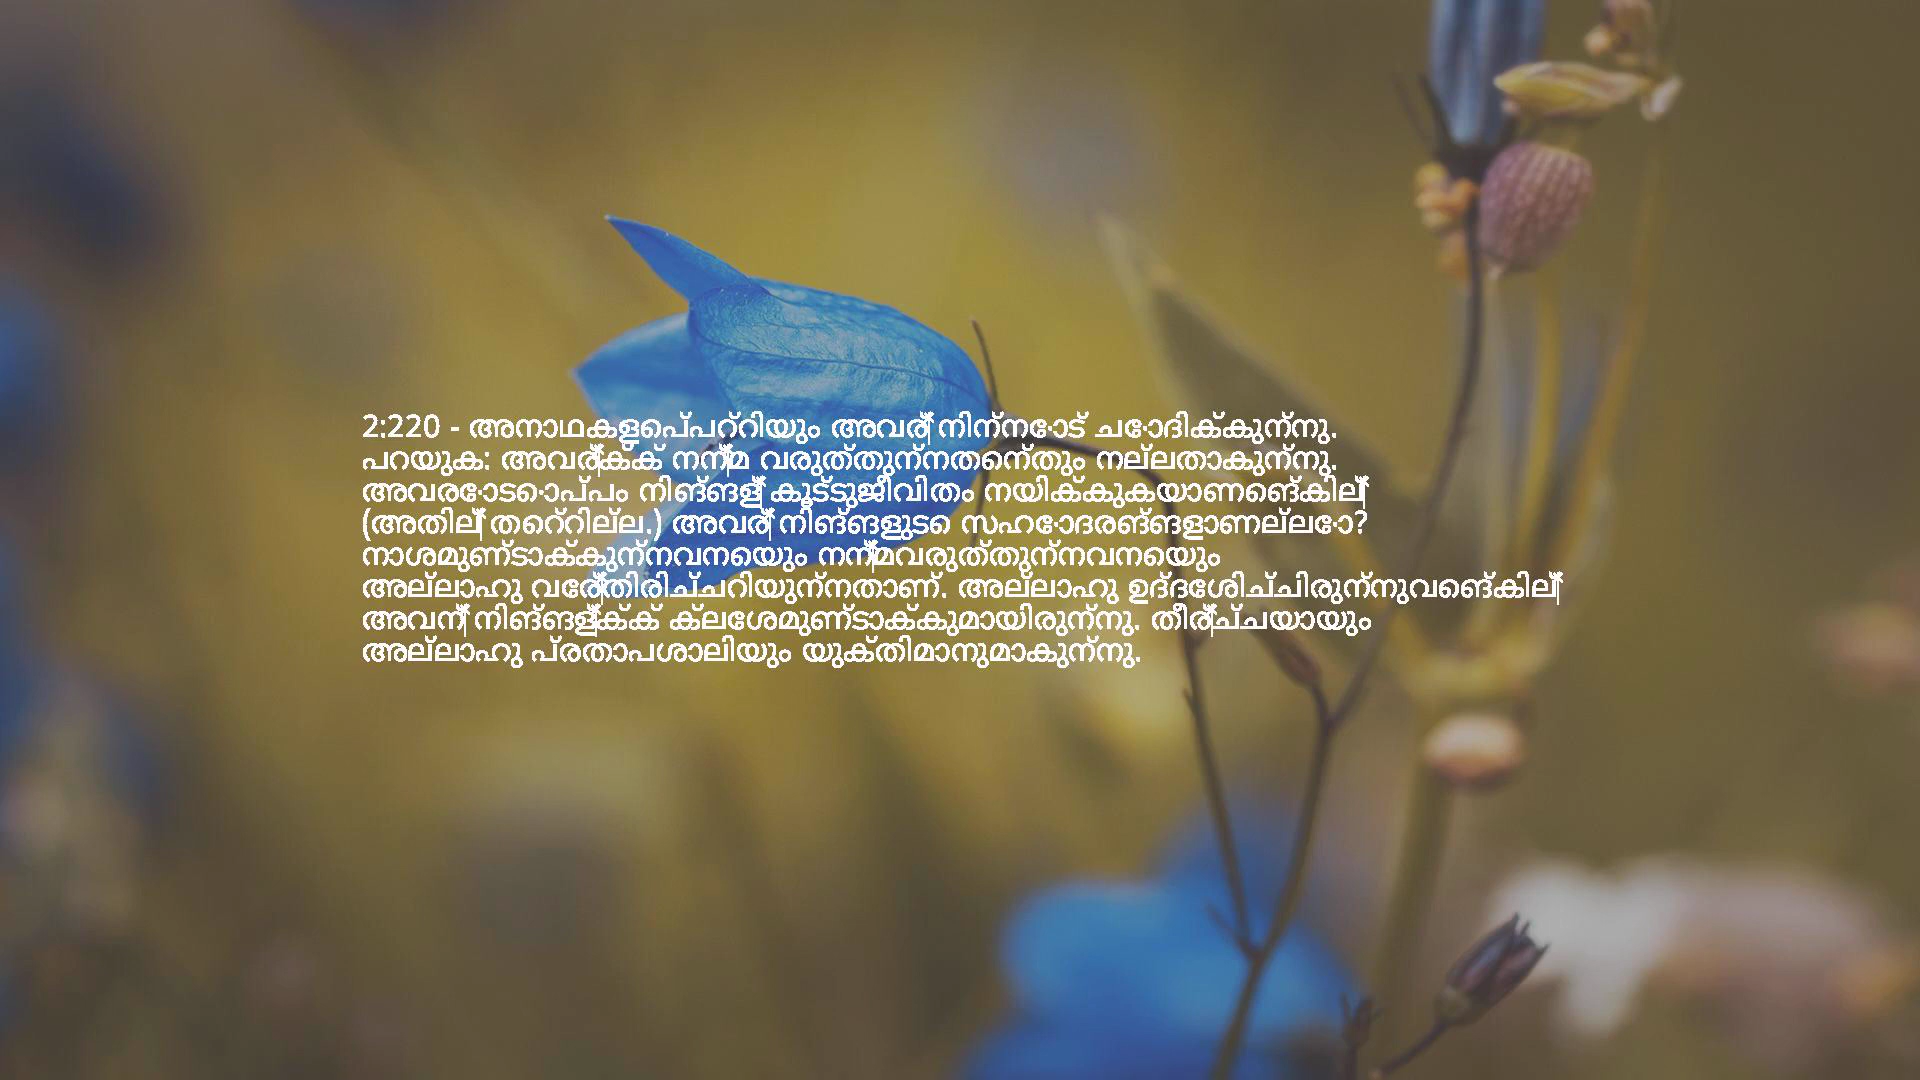 2:220 - അനാഥകളെപ്പറ്റിയും അവര്‍ നിന്നോട് ചോദിക്കുന്നു.
പറയുക: അവര്‍ക്ക് നന്‍മ വരുത്തുന്നതെന്തും നല്ലതാകുന്നു.
അവരോടൊപ്പം നിങ്ങള്‍ കൂട്ടുജീവിതം നയിക്കുകയാണെങ്കില്‍
(അതില്‍ തെറ്റില്ല.) അവര്‍ നിങ്ങളുടെ സഹോദരങ്ങളാണല്ലോ?
നാശമുണ്ടാക്കുന്നവനെയും നന്‍മവരുത്തുന്നവനെയും
അല്ലാഹു വേര്‍തിരിച്ചറിയുന്നതാണ്. അല്ലാഹു ഉദ്ദേശിച്ചിരുന്നുവെങ്കില്‍
അവന്‍ നിങ്ങള്‍ക്ക് ക്ലേശമുണ്ടാക്കുമായിരുന്നു. തീര്‍ച്ചയായും
അല്ലാഹു പ്രതാപശാലിയും യുക്തിമാനുമാകുന്നു.